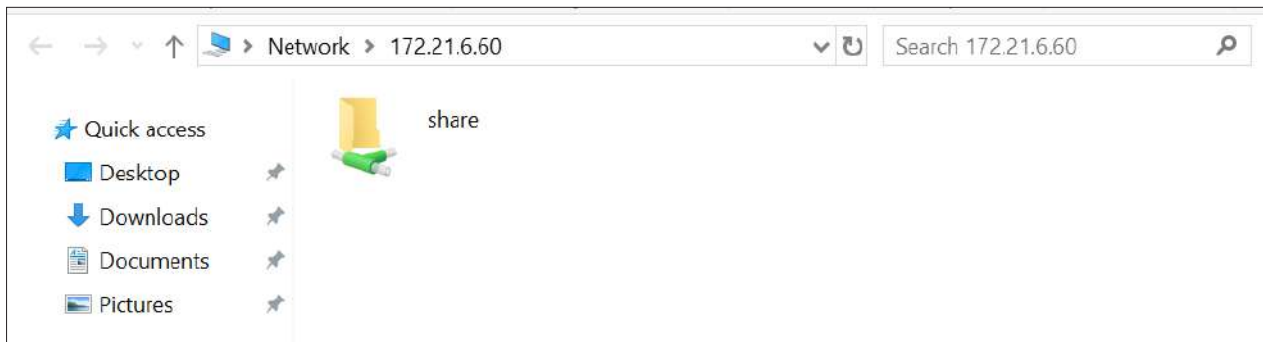 Network > 172.21.6.60
Search 172.21.6.60
Quick access
share
Desktop
Downloads
Documents
Pictures